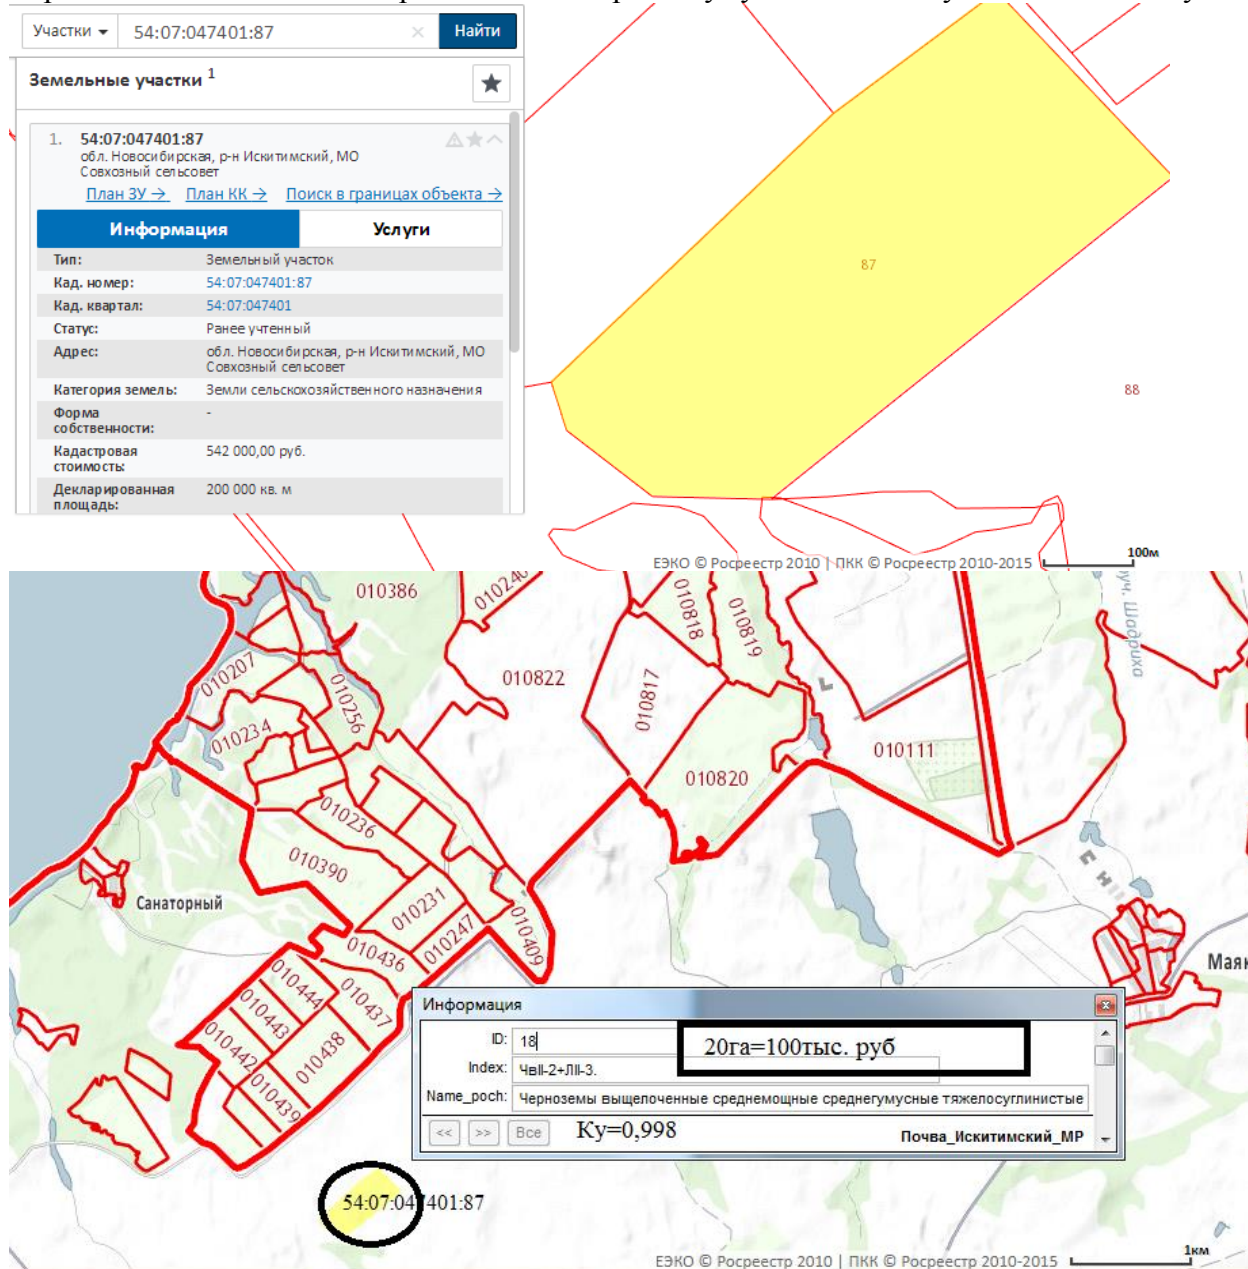 Участки 54:07:047401:87 × Найти
Земельные участки 1
1. 54:07:047401:87
обл. Новосибирская, р-н Искитимский, МО
Совхозный сельсовет
План ЗУ → План КК → Поиск в границах объекта →
Информация Услуги
Тип: Земельный участок
Кад. номер: 54:07:047401:87
Кад. квартал: 54:07:047401
Статус: Ранее учтенный
Адрес: обл. Новосибирская, р-н Искитимский, МО
Совхозный сельсовет
Категория земель: Земли сельскохозяйственного назначения
Форма
собственности: -
Кадастровая
стоимость: 542 000,00 руб.
Декларированная
площадь: 200 000 кв. м
87
88
100м
ЕЭКО © Росреестр 2010 | ПКК © Росреестр 2010-2015
010386
010240
010818
010819
010207
010256
010822
010817
010234
010111
010820
руч. Шадриха
010236
010390
Санаторный
010231
010247
010409
010436
Маяк
010444
010437
010443
010438
010442
010439
Информация
ID: 18
20га=100тыс. руб
Index: ЧвII-2+ЛII-3.
Name_poch: Черноземы выщелоченные среднемощные среднегумусные тяжелосуглинистые
<< >> Все Ку=0,998 Почва_Искитимский_МР
54:07:047401:87
1км
ЕЭКО © Росреестр 2010 | ПКК © Росреестр 2010-2015